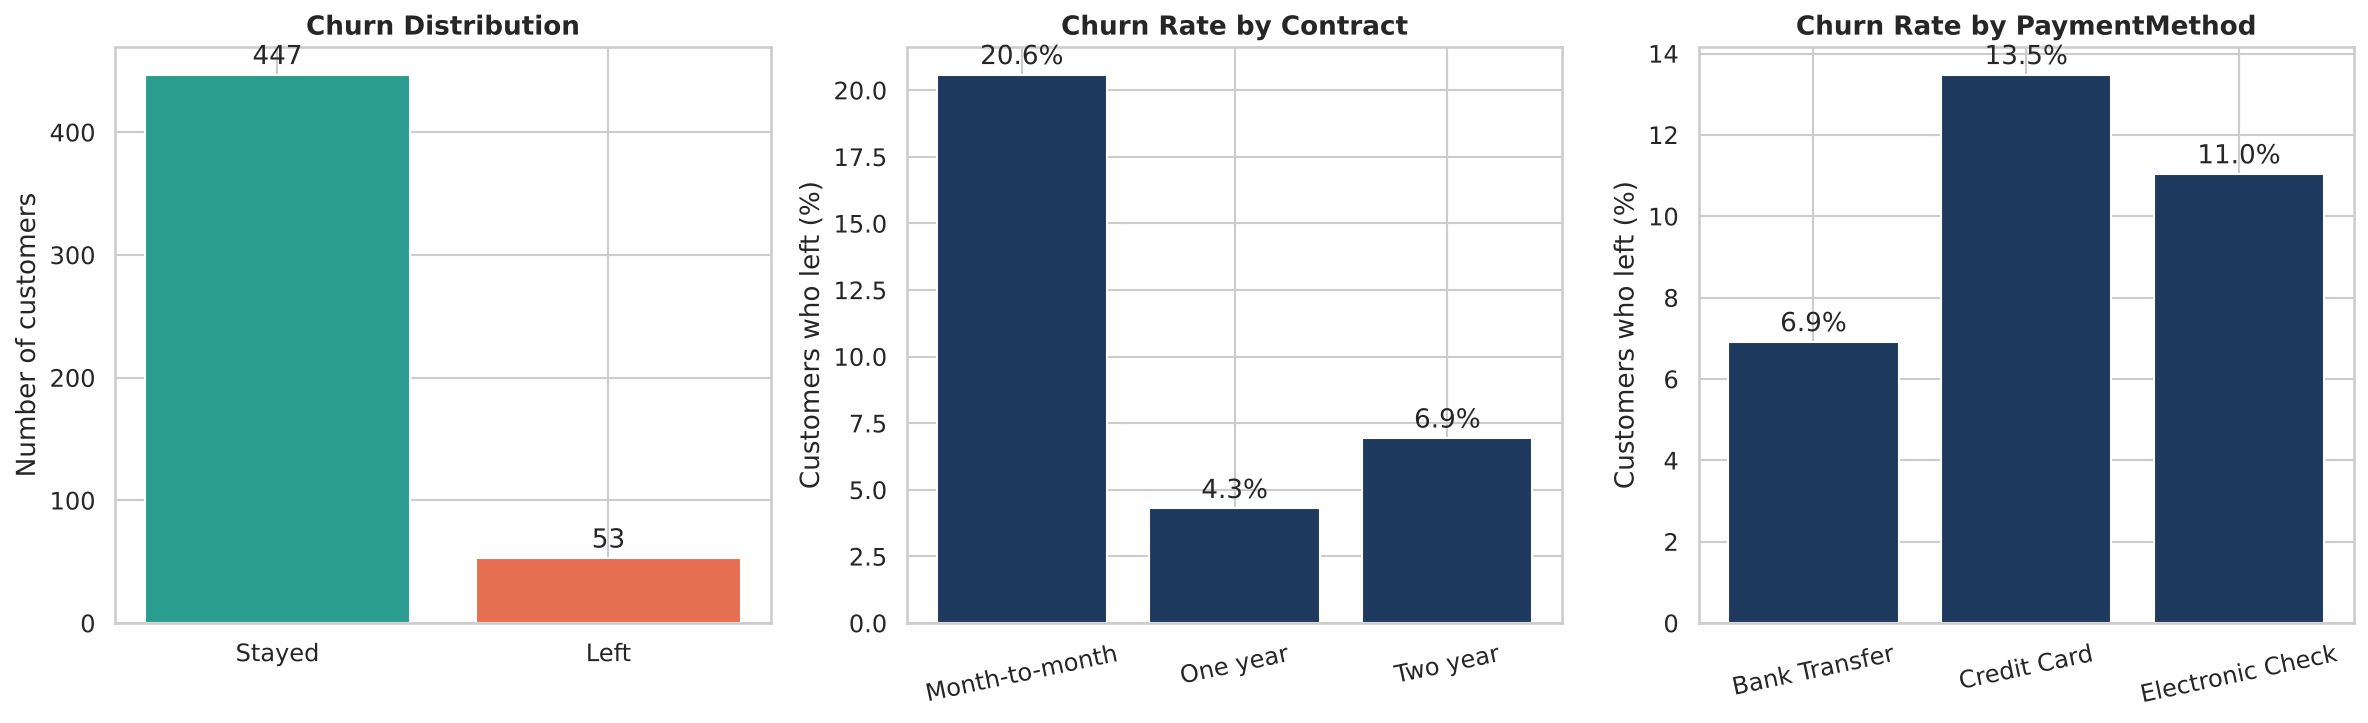 Churn Distribution
Number of customers
400
300
200
100
0
447
53
Stayed
Left
Churn Rate by Contract
Customers who left (%)
20.0
17.5
15.0
12.5
10.0
7.5
5.0
2.5
0.0
20.6%
4.3%
6.9%
Month-to-month
One year
Two year
Churn Rate by PaymentMethod
Customers who left (%)
14
12
10
8
6
4
2
0
6.9%
13.5%
11.0%
Bank Transfer
Credit Card
Electronic Check